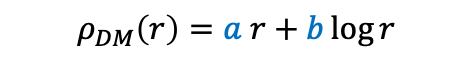 ρ_DM(r) = a r + b log r